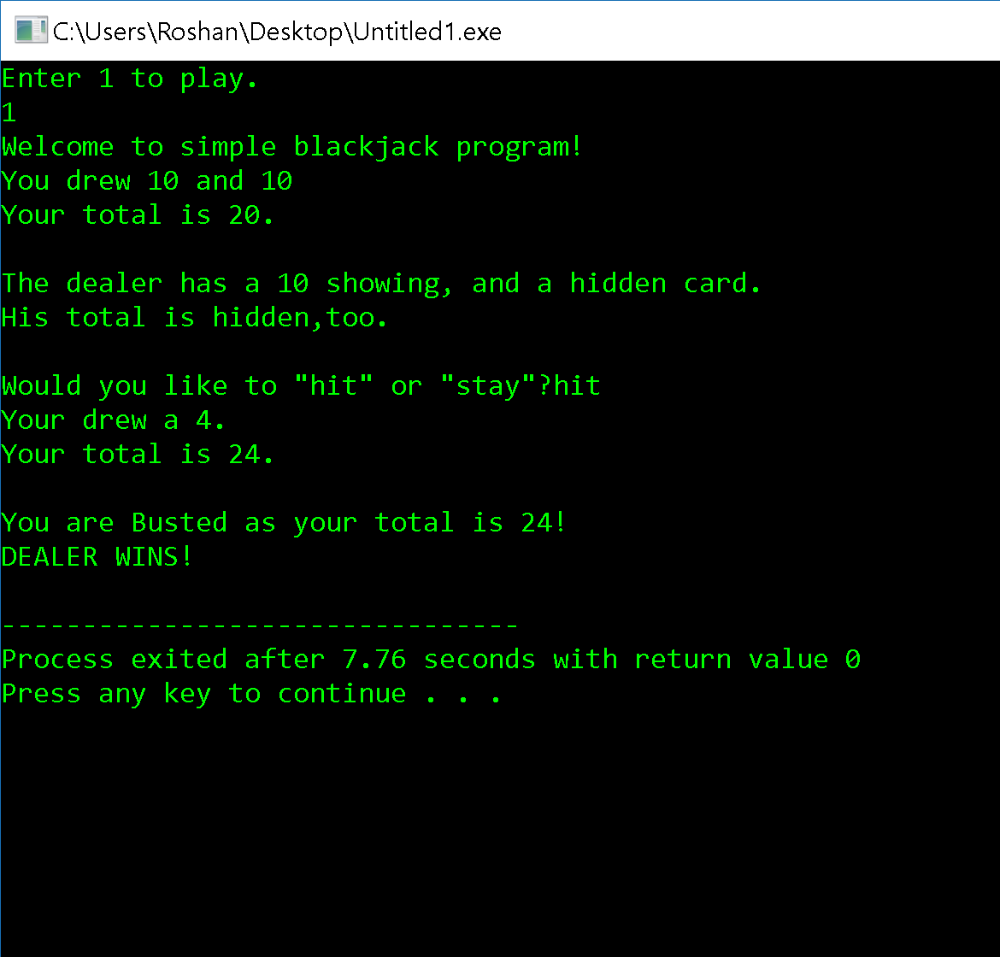 C:\Users\Roshan\Desktop\Untitled1.exe
Enter 1 to play.
1
Welcome to simple blackjack program!
You drew 10 and 10
Your total is 20.
The dealer has a 10 showing, and a hidden card.
His total is hidden,too.
Would you like to "hit" or "stay"?hit
Your drew a 4.
Your total is 24.
You are Busted as your total is 24!
DEALER WINS!
--------------------------------
Process exited after 7.76 seconds with return value 0
Press any key to continue . . .